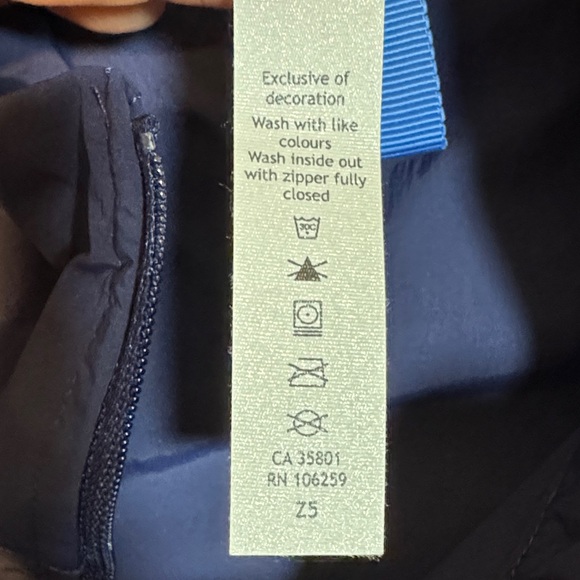 Exclusive of
decoration
Wash with like
colours
Wash inside out
with zipper fully
closed
30C
CA 35801
RN 106259
Z5